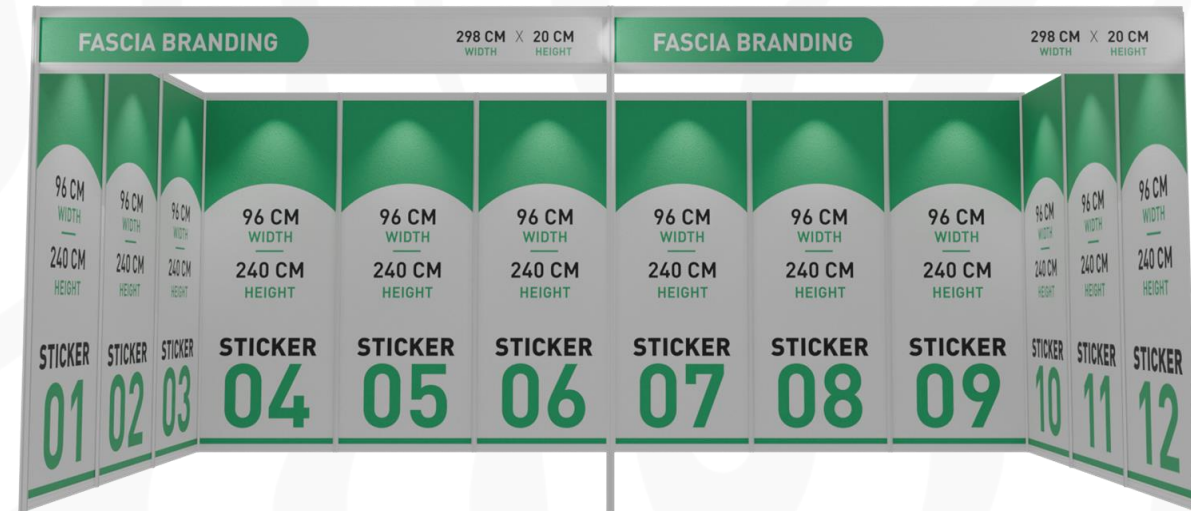 FASCIA BRANDING
298 CM X 20 CM
WIDTH HEIGHT
FASCIA BRANDING
298 CM X 20 CM
WIDTH HEIGHT
96 CM
WIDTH
240 CM
HEIGHT
STICKER
01
96 CM
WIDTH
240 CM
HEIGHT
STICKER
02
96 CM
WIDTH
240 CM
HEIGHT
STICKER
03
96 CM
WIDTH
240 CM
HEIGHT
STICKER
04
96 CM
WIDTH
240 CM
HEIGHT
STICKER
05
96 CM
WIDTH
240 CM
HEIGHT
STICKER
06
96 CM
WIDTH
240 CM
HEIGHT
STICKER
07
96 CM
WIDTH
240 CM
HEIGHT
STICKER
08
96 CM
WIDTH
240 CM
HEIGHT
STICKER
09
96 CM
WIDTH
240 CM
HEIGHT
STICKER
10
96 CM
WIDTH
240 CM
HEIGHT
STICKER
11
96 CM
WIDTH
240 CM
HEIGHT
STICKER
12